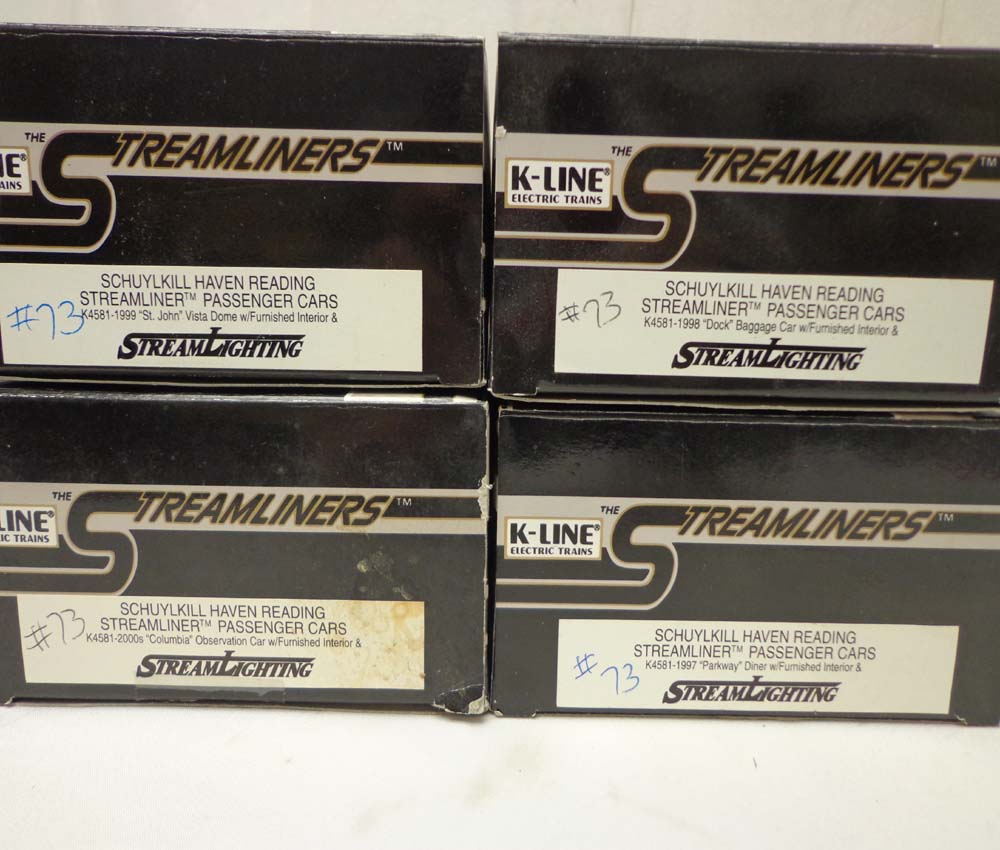 THE STREAMLINERS™
NE®
AINS
SCHUYLKILL HAVEN READING
STREAMLINER™ PASSENGER CARS
#73
K4581-1999 "St. John" Vista Dome w/Furnished Interior &
STREAMLIGHTING
THE STREAMLINERS™
K-LINE®
ELECTRIC TRAINS
SCHUYLKILL HAVEN READING
STREAMLINER™ PASSENGER CARS
#73
K4581-1998 "Dock" Baggage Car w/Furnished Interior &
STREAMLIGHTING
THE STREAMLINERS™
LINE®
IC TRAINS
SCHUYLKILL HAVEN READING
STREAMLINER™ PASSENGER CARS
#73
K4581-2000s "Columbia" Observation Car w/Furnished Interior &
STREAMLIGHTING
THE STREAMLINERS™
K-LINE®
ELECTRIC TRAINS
SCHUYLKILL HAVEN READING
STREAMLINER™ PASSENGER CARS
#73
K4581-1997 "Parkway" Diner w/Furnished Interior &
STREAMLIGHTING